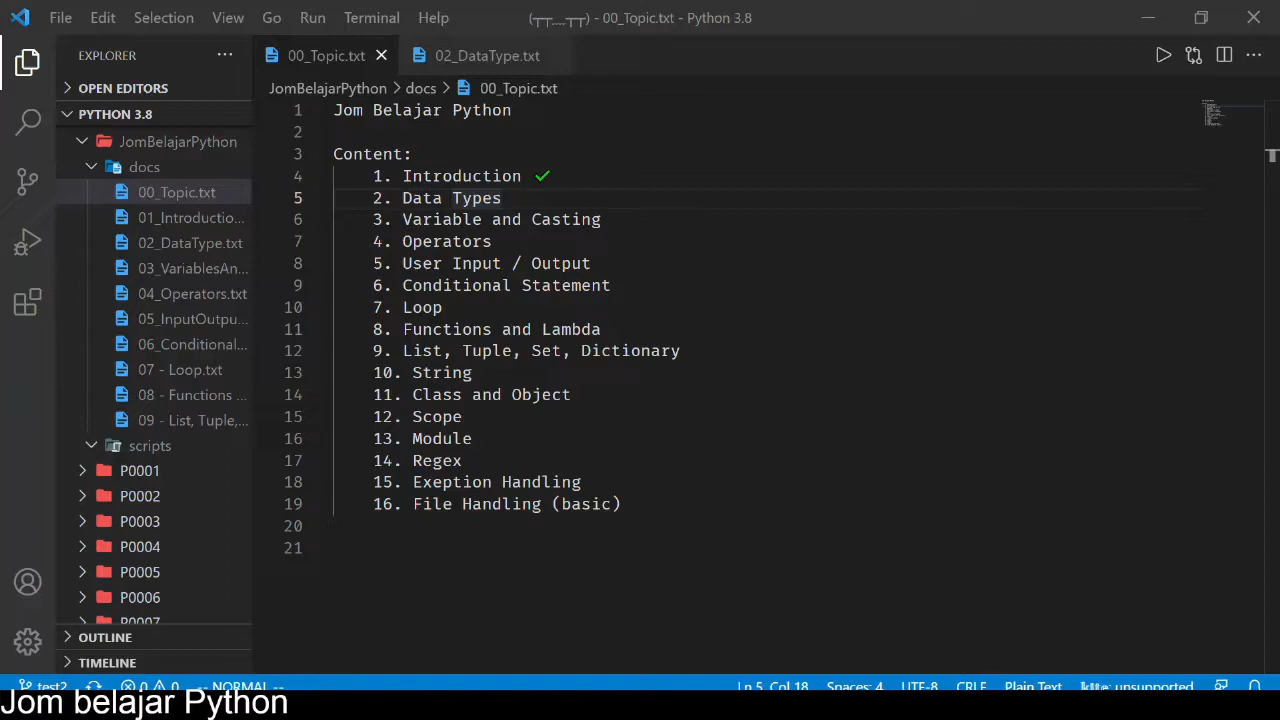 File Edit Selection View Go Run Terminal Help
(┬┬﹏┬┬) - 00_Topic.txt - Python 3.8
EXPLORER
OPEN EDITORS
PYTHON 3.8
JomBelajarPython
docs
00_Topic.txt
01_Introductio...
02_DataType.txt
03_VariablesAn...
04_Operators.txt
05_InputOutpu...
06_Conditional...
07 - Loop.txt
08 - Functions ...
09 - List, Tuple,...
scripts
P0001
P0002
P0003
P0004
P0005
P0006
P0007
OUTLINE
TIMELINE
00_Topic.txt 02_DataType.txt
JomBelajarPython > docs > 00_Topic.txt
1 Jom Belajar Python
2
3 Content:
4 1. Introduction ✓
5 2. Data Types
6 3. Variable and Casting
7 4. Operators
8 5. User Input / Output
9 6. Conditional Statement
10 7. Loop
11 8. Functions and Lambda
12 9. List, Tuple, Set, Dictionary
13 10. String
14 11. Class and Object
15 12. Scope
16 13. Module
17 14. Regex
18 15. Exeption Handling
19 16. File Handling (basic)
20
21
test2 0 0 -- NORMAL -- Ln 5, Col 18 Spaces: 4 UTF-8 CRLF Plain Text kite: unsupported
Jom belajar Python